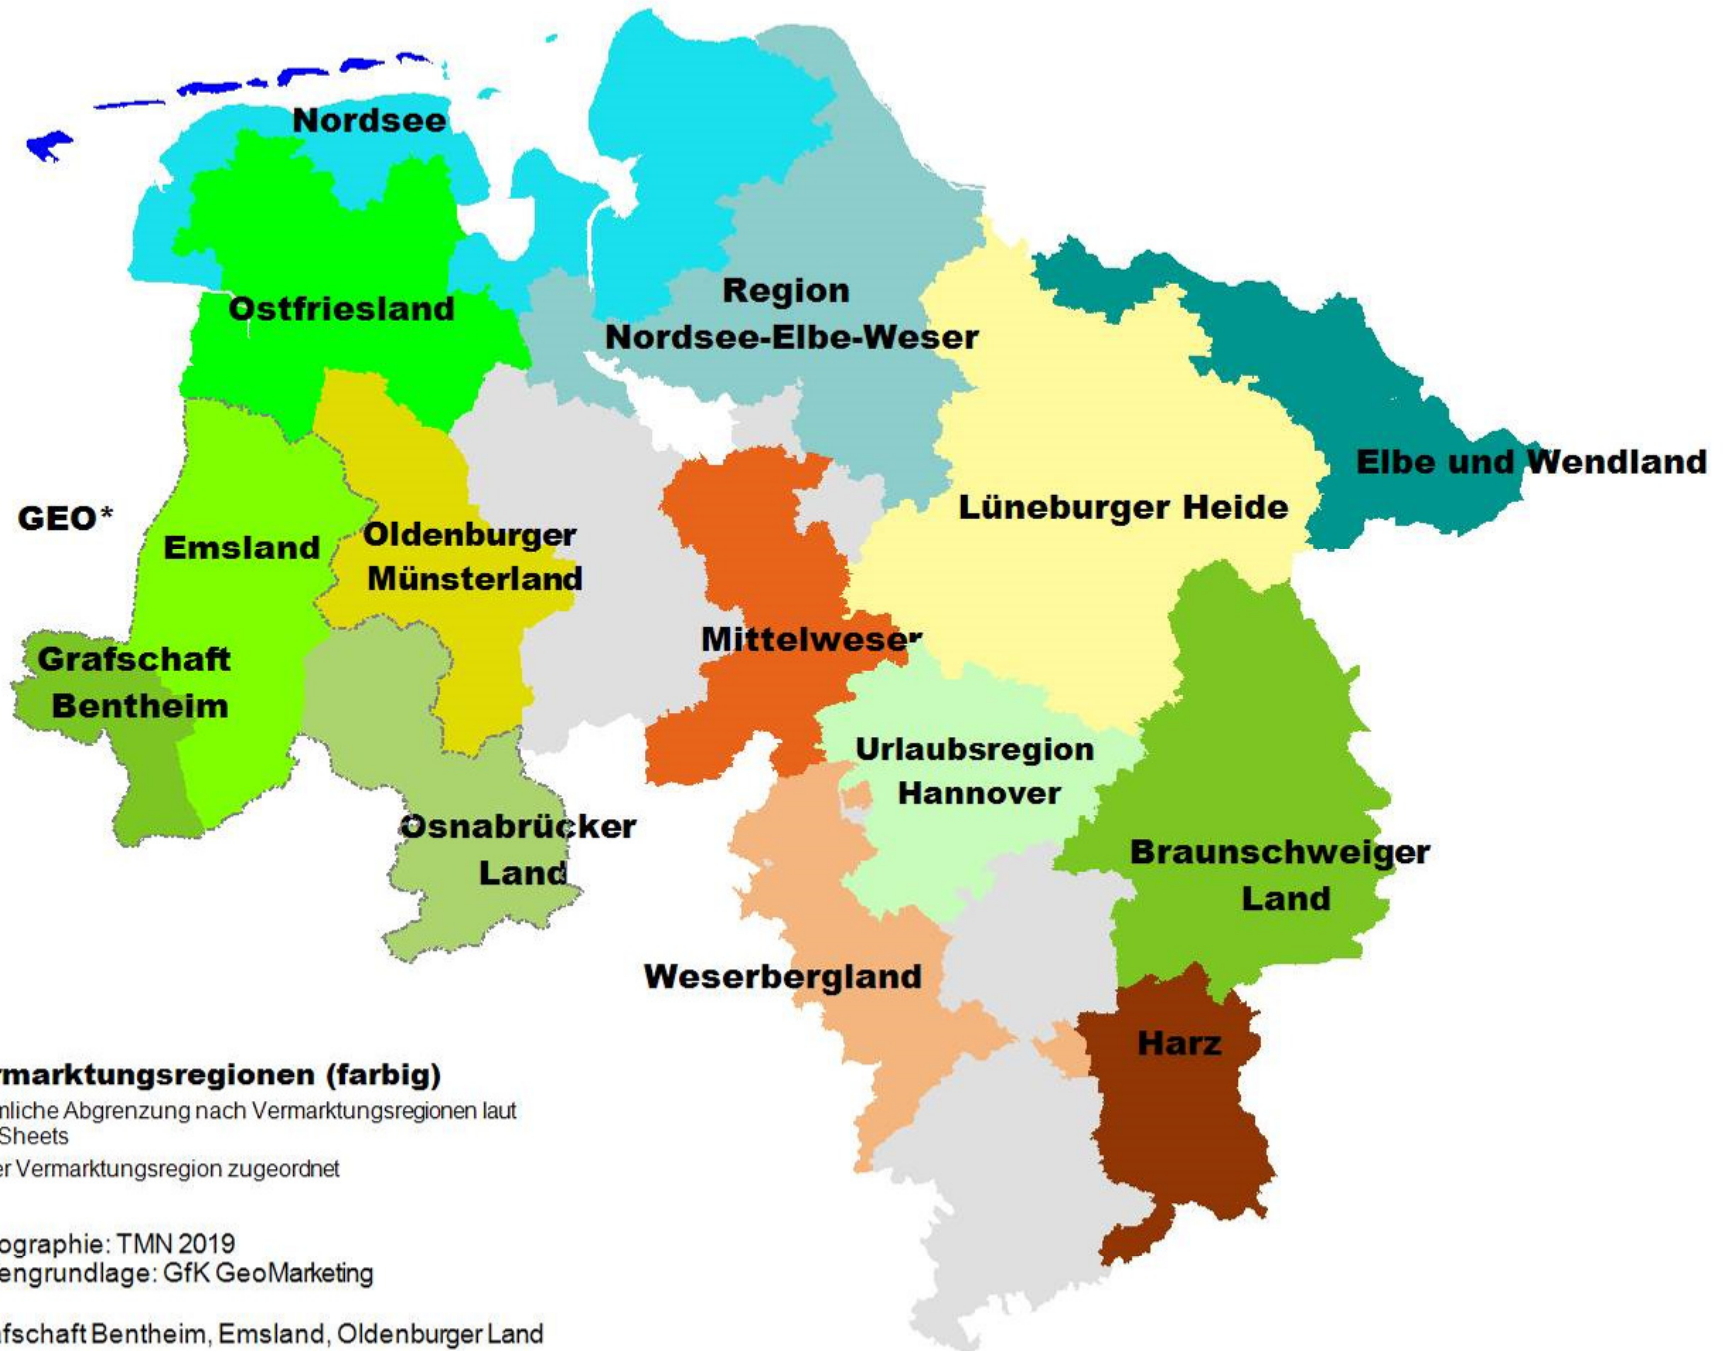 Nordsee
Ostfriesland
Region
Nordsee-Elbe-Weser
Elbe und Wendland
Lüneburger Heide
GEO*
Emsland
Oldenburger
Münsterland
Mittelweser
Grafschaft
Bentheim
Urlaubsregion
Hannover
Osnabrücker
Land
Braunschweiger
Land
Weserbergland
Harz
rmarktungsregionen (farbig)
nliche Abgrenzung nach Vermarktungsregionen laut
Sheets
er Vermarktungsregion zugeordnet
ographie: TMN 2019
engrundlage: GfK GeoMarketing
afschaft Bentheim, Emsland, Oldenburger Land